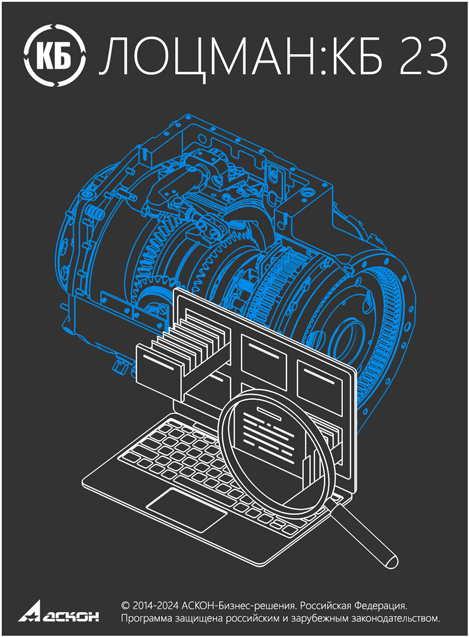 КБ ЛОЦМАН:КБ 23
АСКОН
© 2014-2024 АСКОН-Бизнес-решения. Российская Федерация.
Программа защищена российским и зарубежным законодательством.